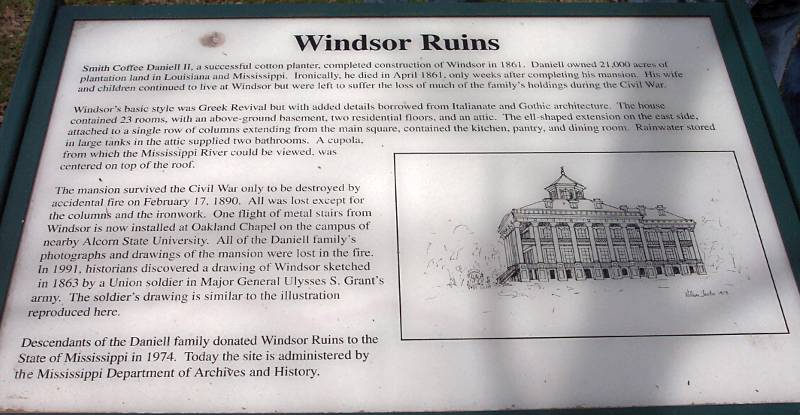 Windsor Ruins
Smith Coffee Daniell II, a successful cotton planter, completed construction of Windsor in 1861. Daniell owned 21,000 acres of
plantation land in Louisiana and Mississippi. Ironically, he died in April 1861, only weeks after completing his mansion. His wife
and children continued to live at Windsor but were left to suffer the loss of much of the family's holdings during the Civil War.
Windsor's basic style was Greek Revival but with added details borrowed from Italianate and Gothic architecture. The house
contained 23 rooms, with an above-ground basement, two residential floors, and an attic. The ell-shaped extension on the east side,
attached to a single row of columns extending from the main square, contained the kitchen, pantry, and dining room. Rainwater stored
in large tanks in the attic supplied two bathrooms. A cupola,
from which the Mississippi River could be viewed, was
centered on top of the roof.
The mansion survived the Civil War only to be destroyed by
accidental fire on February 17, 1890. All was lost except for
the columns and the ironwork. One flight of metal stairs from
Windsor is now installed at Oakland Chapel on the campus of
nearby Alcorn State University. All of the Daniell family's
photographs and drawings of the mansion were lost in the fire.
In 1991, historians discovered a drawing of Windsor sketched
in 1863 by a Union soldier in Major General Ulysses S. Grant's
army. The soldier's drawing is similar to the illustration
reproduced here.
Descendants of the Daniell family donated Windsor Ruins to the
State of Mississippi in 1974. Today the site is administered by
the Mississippi Department of Archives and History.